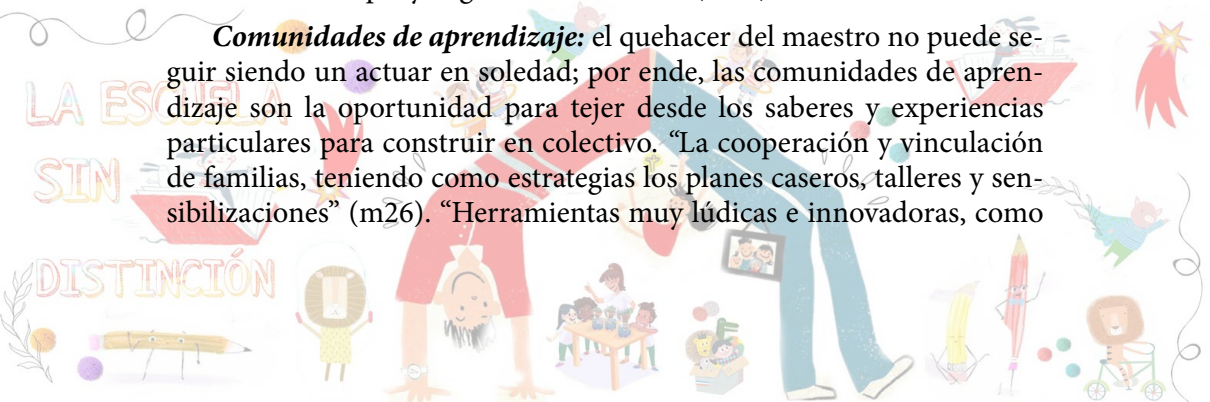 Comunidades de aprendizaje: el quehacer del maestro no puede se-
guir siendo un actuar en soledad; por ende, las comunidades de apren-
dizaje son la oportunidad para tejer desde los saberes y experiencias
particulares para construir en colectivo. “La cooperación y vinculación
de familias, teniendo como estrategias los planes caseros, talleres y sen-
sibilizaciones” (m26). “Herramientas muy lúdicas e innovadoras, como
LA ESCUELA
SIN
DISTINCIÓN